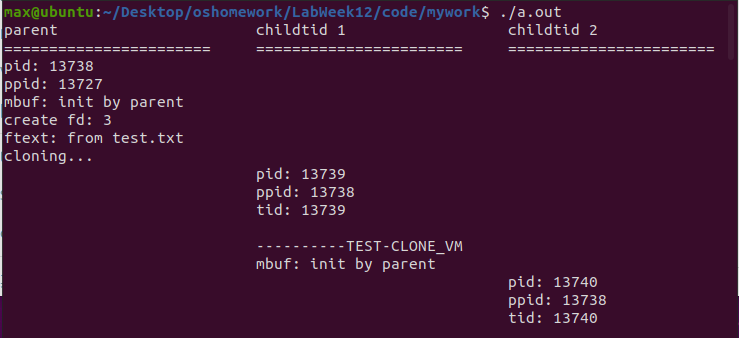 max@ubuntu:~/Desktop/oshomework/LabWeek12/code/mywork$ ./a.out
parent                      childtid 1                  childtid 2
=======================     =======================     =======================
pid: 13738
ppid: 13727
mbuf: init by parent
create fd: 3
ftext: from test.txt
cloning...
                            pid: 13739
                            ppid: 13738
                            tid: 13739

                            ----------TEST-CLONE_VM
                            mbuf: init by parent
                                                        pid: 13740
                                                        ppid: 13738
                                                        tid: 13740